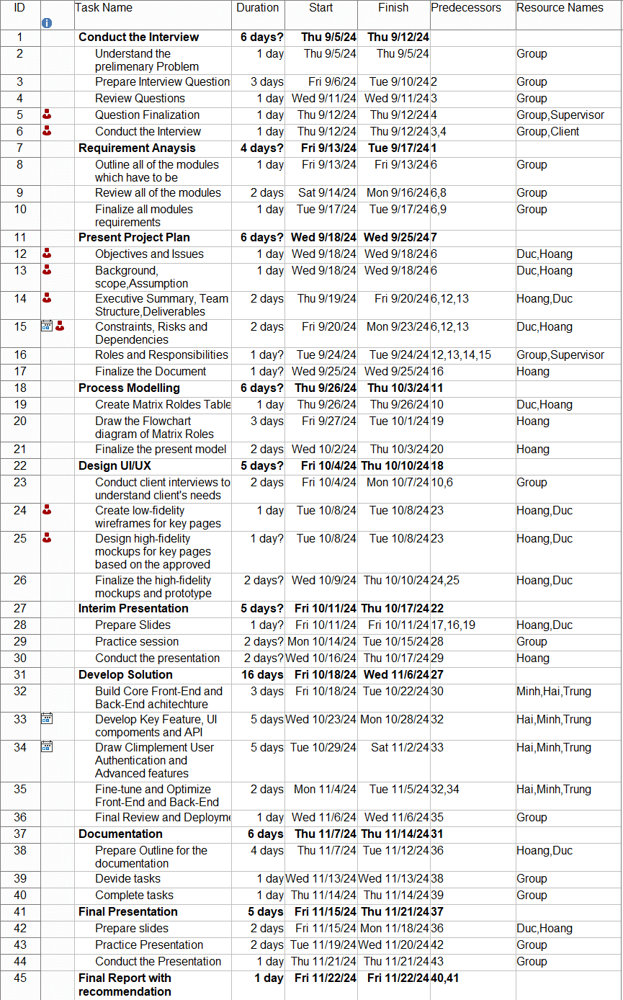 ID Task Name Duration Start Finish Predecessors Resource Names
1 Conduct the Interview 6 days? Thu 9/5/24 Thu 9/12/24
2 Understand the 1 day Thu 9/5/24 Thu 9/5/24 Group
prelimenary Problem
3 Prepare Interview Question 3 days Fri 9/6/24 Tue 9/10/24 2 Group
4 Review Questions 1 day Wed 9/11/24 Wed 9/11/24 3 Group
5 Question Finalization 1 day Thu 9/12/24 Thu 9/12/24 4 Group,Supervisor
6 Conduct the Interview 1 day Thu 9/12/24 Thu 9/12/24 3,4 Group,Client
7 Requirement Anaysis 4 days? Fri 9/13/24 Tue 9/17/24 1
8 Outline all of the modules 1 day Fri 9/13/24 Fri 9/13/24 6 Group
which have to be
9 Review all of the modules 2 days Sat 9/14/24 Mon 9/16/24 6,8 Group
10 Finalize all modules 1 day Tue 9/17/24 Tue 9/17/24 6,9 Group
requirements
11 Present Project Plan 6 days? Wed 9/18/24 Wed 9/25/24 7
12 Objectives and Issues 1 day Wed 9/18/24 Wed 9/18/24 6 Duc,Hoang
13 Background, 1 day Wed 9/18/24 Wed 9/18/24 6 Duc,Hoang
scope,Assumption
14 Executive Summary, Team 2 days Thu 9/19/24 Fri 9/20/24 6,12,13 Hoang,Duc
Structure,Deliverables
15 Constraints, Risks and 2 days Fri 9/20/24 Mon 9/23/24 6,12,13 Duc,Hoang
Dependencies
16 Roles and Responsibilities 1 day? Tue 9/24/24 Tue 9/24/24 12,13,14,15 Group,Supervisor
17 Finalize the Document 1 day? Wed 9/25/24 Wed 9/25/24 16 Hoang
18 Process Modelling 6 days? Thu 9/26/24 Thu 10/3/24 11
19 Create Matrix Roldes Table 1 day Thu 9/26/24 Thu 9/26/24 10 Duc,Hoang
20 Draw the Flowchart 3 days Fri 9/27/24 Tue 10/1/24 19 Hoang
diagram of Matrix Roles
21 Finalize the present model 2 days Wed 10/2/24 Thu 10/3/24 20 Hoang
22 Design UI/UX 5 days? Fri 10/4/24 Thu 10/10/24 18
23 Conduct client interviews to 2 days Fri 10/4/24 Mon 10/7/24 10,6 Group
understand client's needs
24 Create low-fidelity 1 day Tue 10/8/24 Tue 10/8/24 23 Hoang,Duc
wireframes for key pages
25 Design high-fidelity 1 day? Tue 10/8/24 Tue 10/8/24 23 Hoang,Duc
mockups for key pages
based on the approved
26 Finalize the high-fidelity 2 days? Wed 10/9/24 Thu 10/10/24 24,25 Hoang,Duc
mockups and prototype
27 Interim Presentation 5 days? Fri 10/11/24 Thu 10/17/24 22
28 Prepare Slides 1 day? Fri 10/11/24 Fri 10/11/24 17,16,19 Hoang,Duc
29 Practice session 2 days? Mon 10/14/24 Tue 10/15/24 28 Group
30 Conduct the presentation 2 days? Wed 10/16/24 Thu 10/17/24 29 Hoang
31 Develop Solution 16 days Fri 10/18/24 Wed 11/6/24 27
32 Build Core Front-End and 3 days Fri 10/18/24 Tue 10/22/24 30 Minh,Hai,Trung
Back-End achitechture
33 Develop Key Feature, UI 5 days Wed 10/23/24 Mon 10/28/24 32 Hai,Minh,Trung
compoments and API
34 Draw Climplement User 5 days Tue 10/29/24 Sat 11/2/24 33 Hai,Minh,Trung
Authentication and
Advanced features
35 Fine-tune and Optimize 2 days Mon 11/4/24 Tue 11/5/24 32,34 Hai,Minh,Trung
Front-End and Back-End
36 Final Review and Deployme 1 day Wed 11/6/24 Wed 11/6/24 35 Group
37 Documentation 6 days Thu 11/7/24 Thu 11/14/24 31
38 Prepare Outline for the 4 days Thu 11/7/24 Tue 11/12/24 36 Hoang,Duc
documentation
39 Devide tasks 1 day Wed 11/13/24 Wed 11/13/24 38 Group
40 Complete tasks 1 day Thu 11/14/24 Thu 11/14/24 39 Group
41 Final Presentation 5 days Fri 11/15/24 Thu 11/21/24 37
42 Prepare slides 2 days Fri 11/15/24 Mon 11/18/24 36 Duc,Hoang
43 Practice Presentation 2 days Tue 11/19/24 Wed 11/20/24 42 Group
44 Conduct the Presentation 1 day Thu 11/21/24 Thu 11/21/24 43 Group
45 Final Report with 1 day Fri 11/22/24 Fri 11/22/24 40,41
recommendation